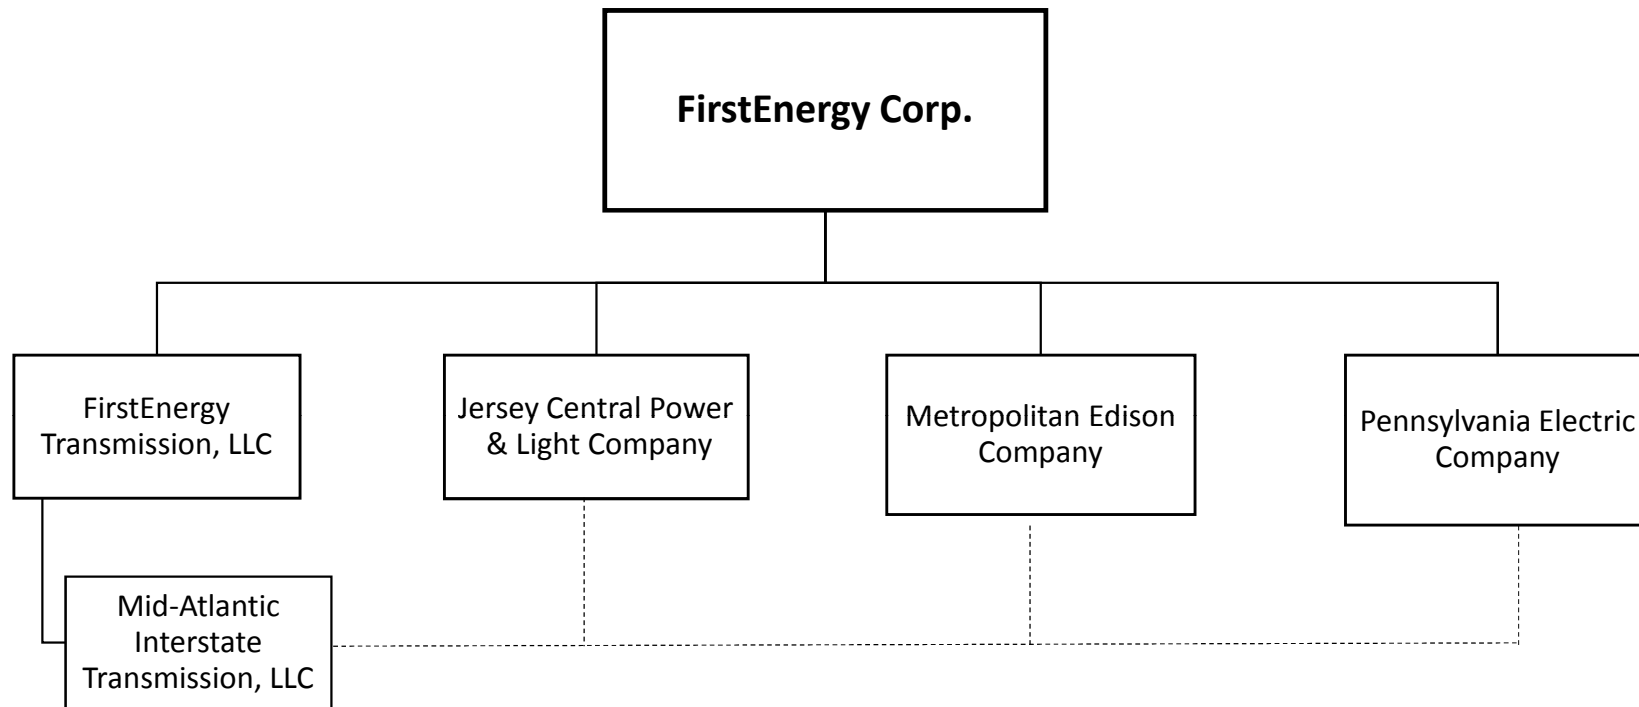 FirstEnergy Corp.
FirstEnergy
Transmission, LLC
Jersey Central Power
& Light Company
Metropolitan Edison
Company
Pennsylvania Electric
Company
Mid-Atlantic
Interstate
Transmission, LLC